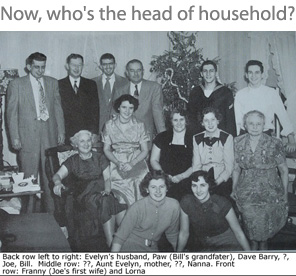 Now, who's the head of household?
Back row left to right: Evelyn's husband, Paw (Bill's grandfater), Dave Barry, ?,
Joe, Bill.  Middle row: ??, Aunt Evelyn, mother, ??, Nanna. Front
row: Franny (Joe's first wife) and Lorna